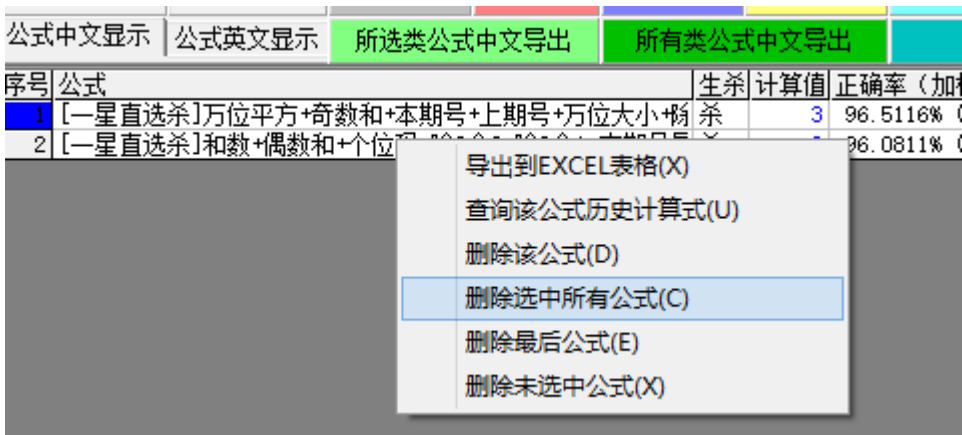 公式中文显示 公式英文显示 所选类公式中文导出 所有类公式中文导出
序号 公式 生杀 计算值 正确率（加
1 [一星直选杀]万位平方+奇数和+本期号+上期号+万位大小+ 杀 3 96.5116% (
2 [一星直选杀]和数+偶数和+个位 96.0811% (
导出到EXCEL表格(X)
查询该公式历史计算式(U)
删除该公式(D)
删除选中所有公式(C)
删除最后公式(E)
删除未选中公式(X)